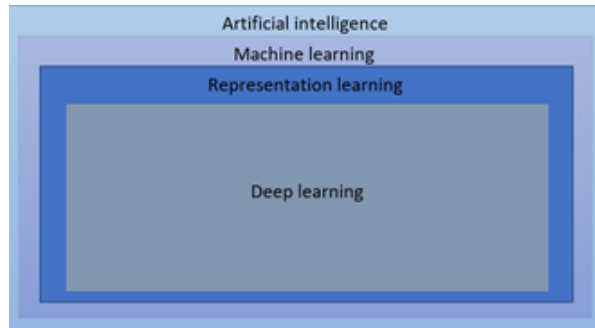 Artificial intelligence
Machine learning
Representation learning
Deep learning